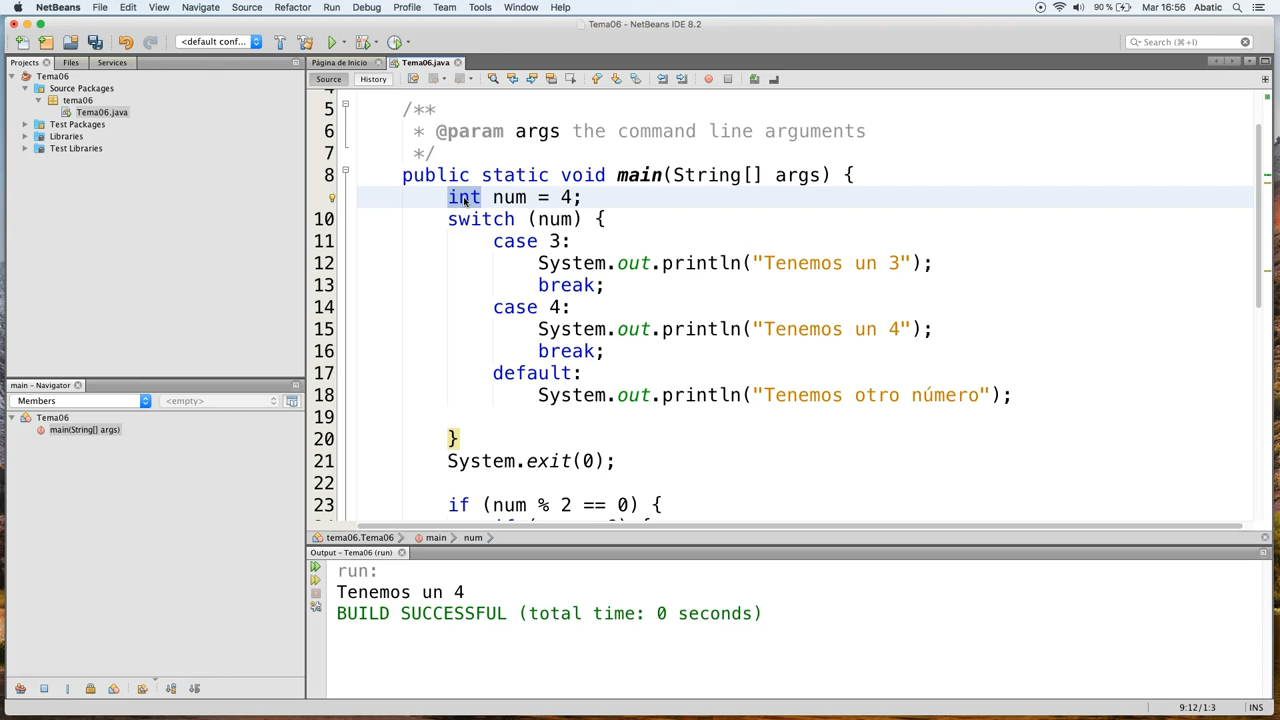 NetBeans File Edit View Navigate Source Refactor Run Debug Profile Team Tools Window Help 90 % Mar 16:56 Abatic
Tema06 - NetBeans IDE 8.2
<default conf... Search (⌘+I)
Projects Files Services
Página de Inicio Tema06.java
Source History
Tema06
Source Packages
tema06
Tema06.java
Test Packages
Libraries
Test Libraries
5 /**
6 * @param args the command line arguments
7 */
8 public static void main(String[] args) {
int num = 4;
10 switch (num) {
11 case 3:
12 System.out.println("Tenemos un 3");
13 break;
14 case 4:
15 System.out.println("Tenemos un 4");
16 break;
17 default:
18 System.out.println("Tenemos otro número");
19
20 }
21 System.exit(0);
22
23 if (num % 2 == 0) {
main - Navigator
Members <empty>
Tema06
main(String[] args)
tema06.Tema06 main num
Output - Tema06 (run)
run:
Tenemos un 4
BUILD SUCCESSFUL (total time: 0 seconds)
9:12/1:3 INS